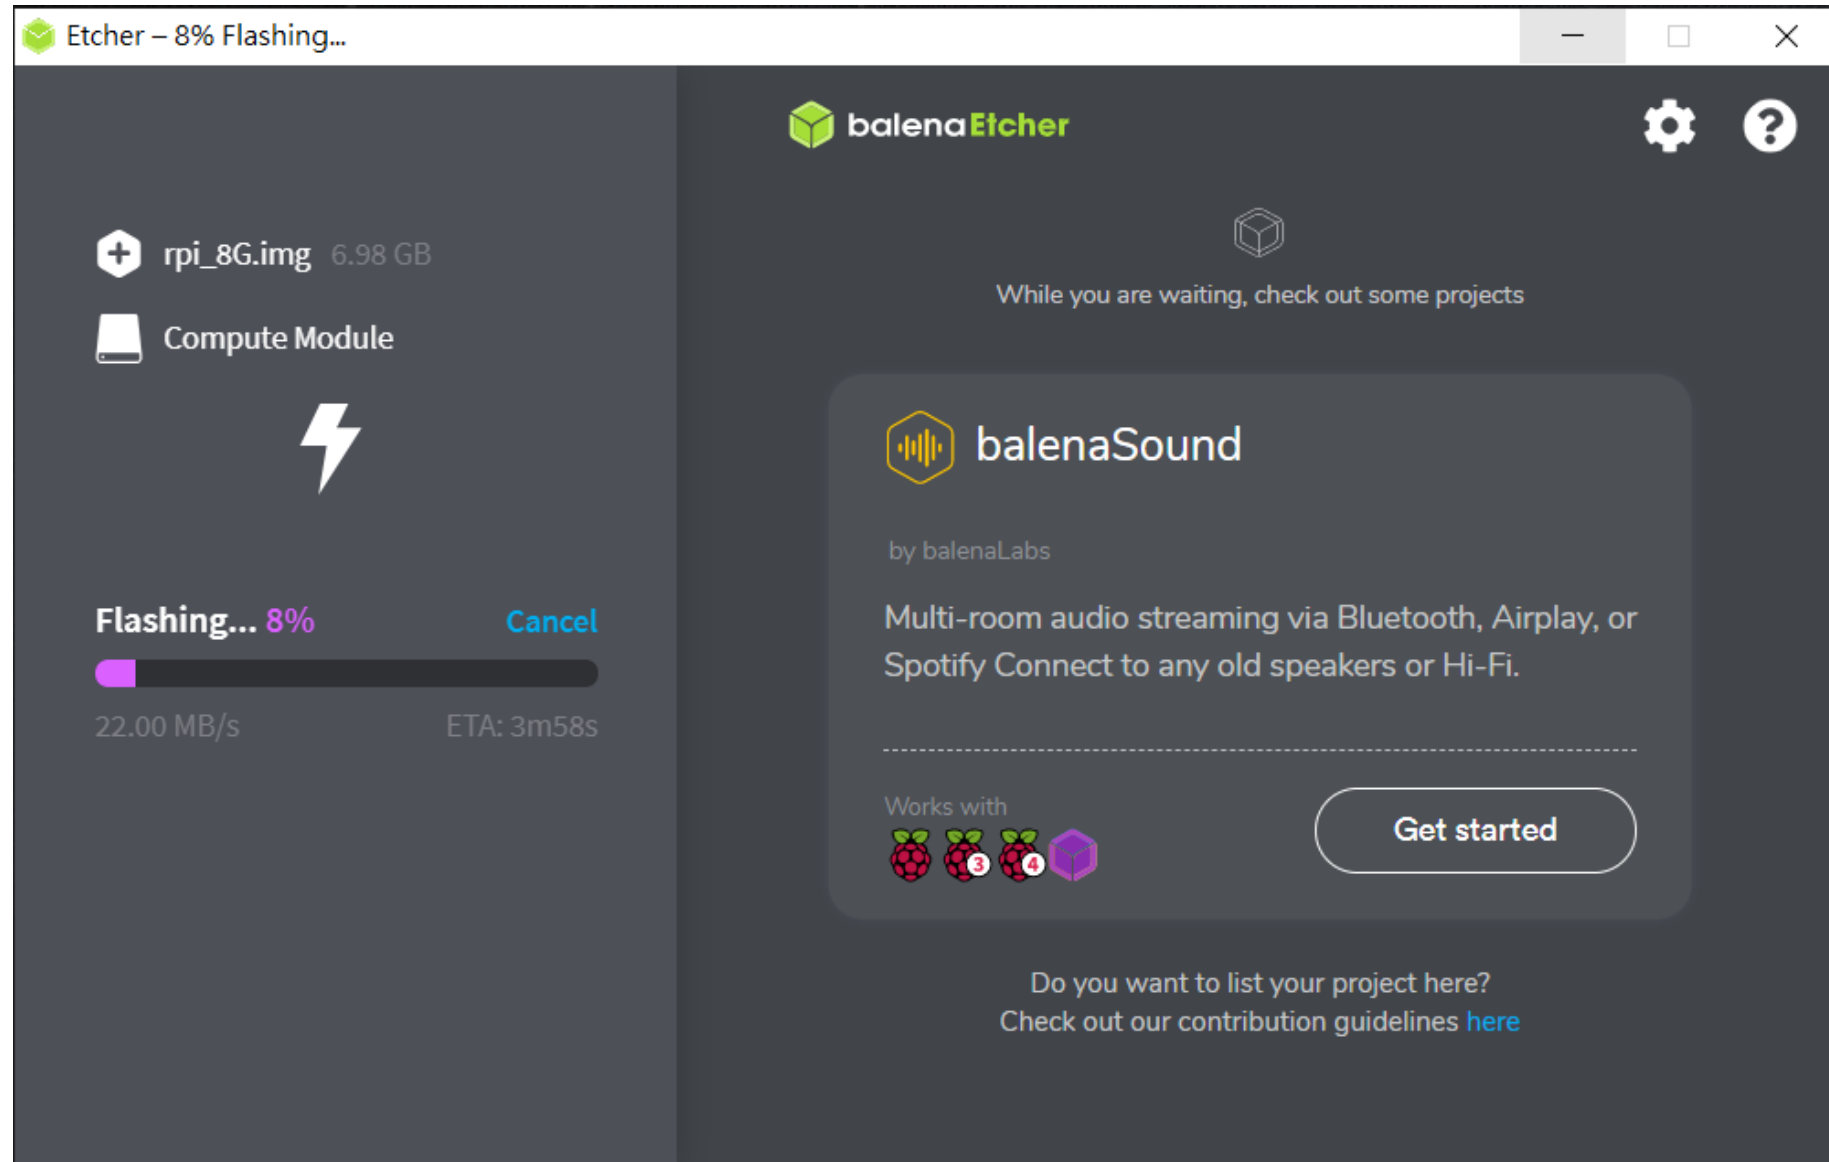 Etcher – 8% Flashing...
balenaEtcher
rpi_8G.img 6.98 GB
Compute Module
Flashing... 8% Cancel
22.00 MB/s ETA: 3m58s
While you are waiting, check out some projects
balenaSound
by balenaLabs
Multi-room audio streaming via Bluetooth, Airplay, or
Spotify Connect to any old speakers or Hi-Fi.
Works with
3 4
Get started
Do you want to list your project here?
Check out our contribution guidelines here